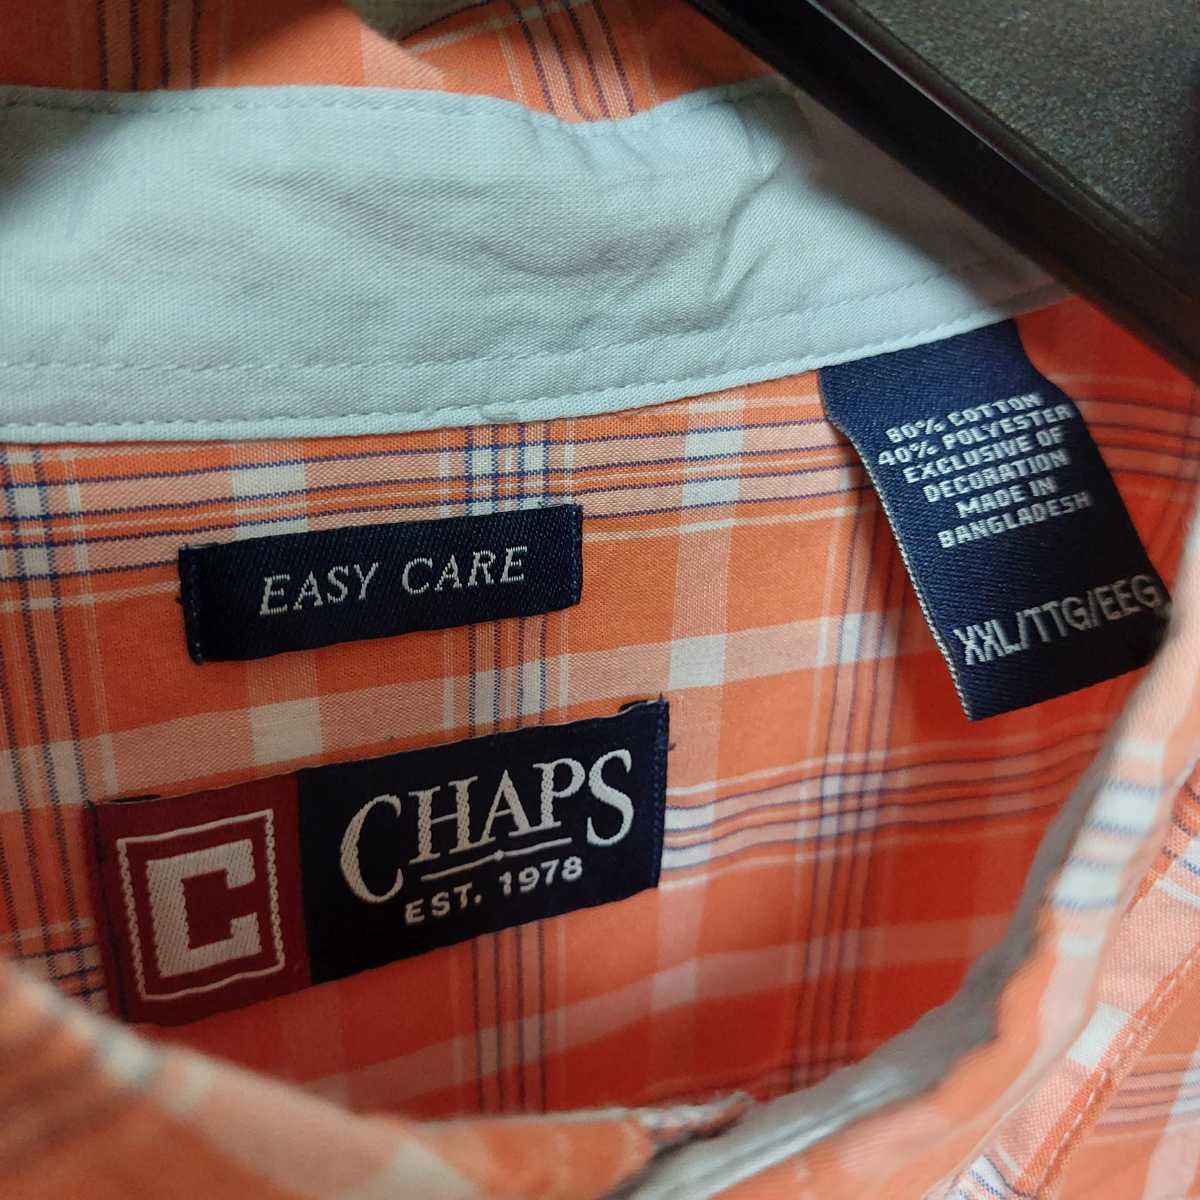 60% COTTON
40% POLYESTER
EXCLUSIVE OF
DECORATION
MADE IN
BANGLADESH
XXL/TTG/EEG
EASY CARE
C
CHAPS
EST. 1978